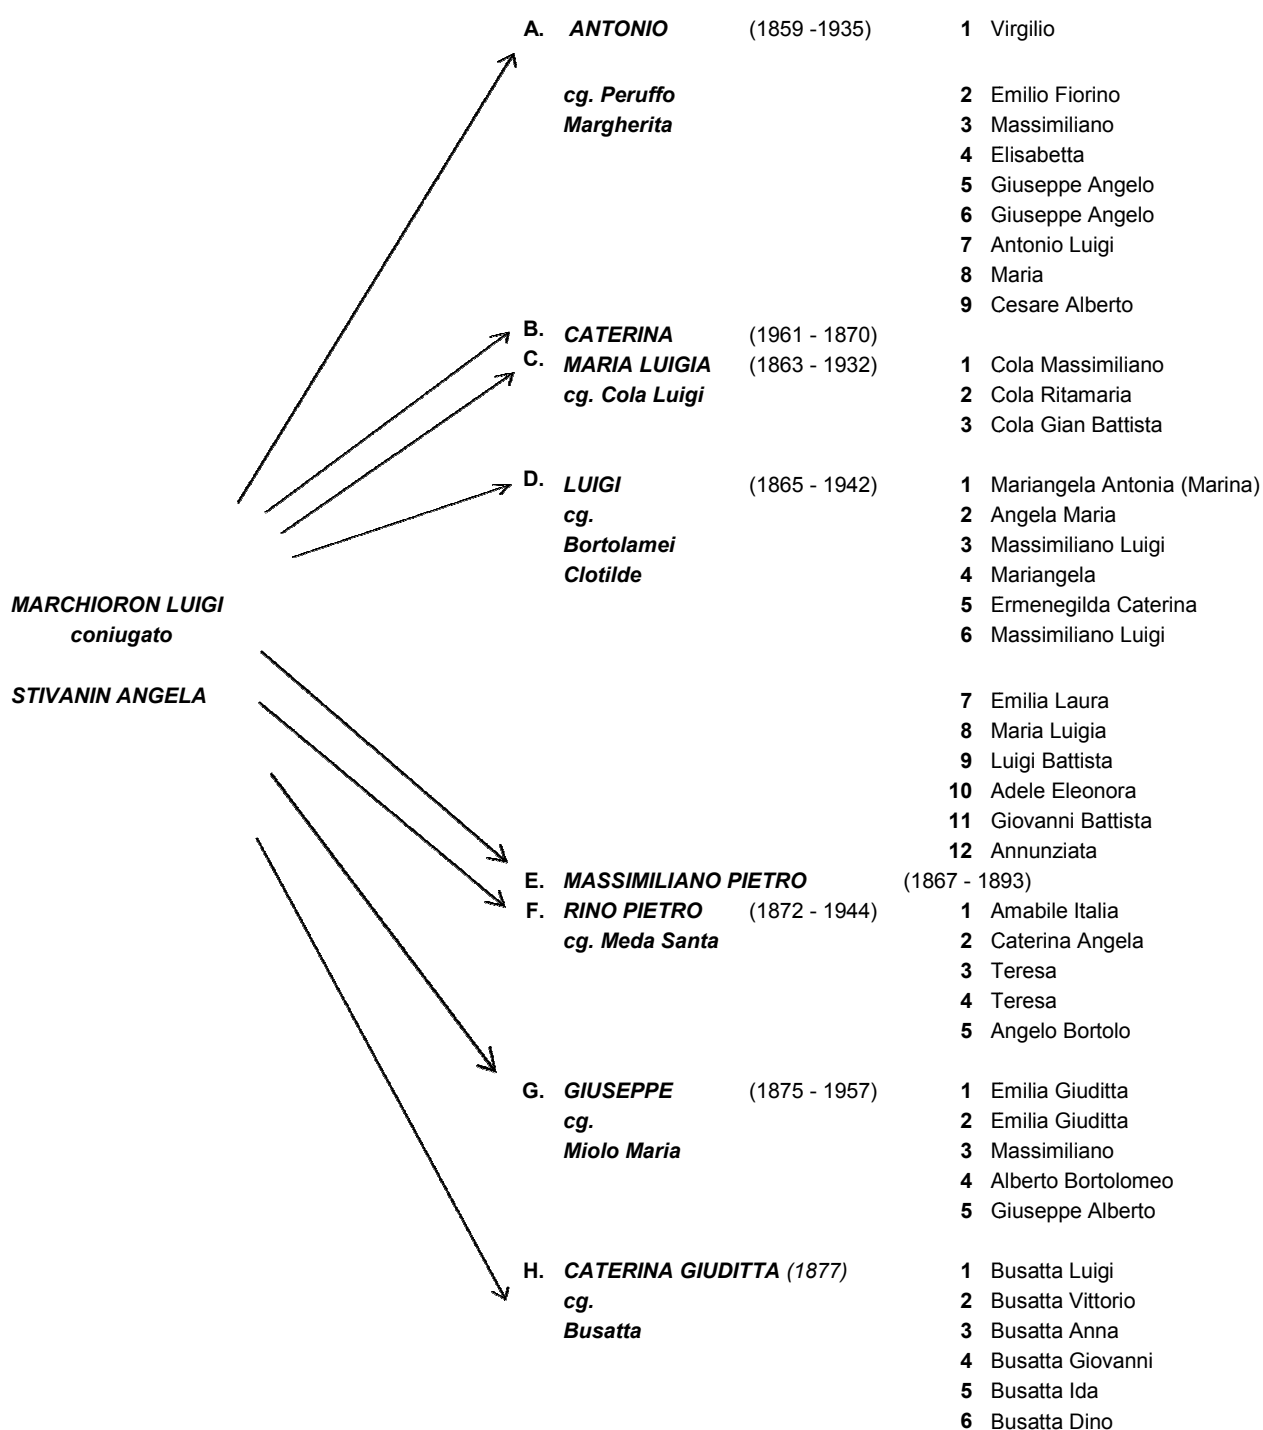 A. ANTONIO (1859 -1935) 1 Virgilio
cg. Peruffo 2 Emilio Fiorino
Margherita 3 Massimiliano
4 Elisabetta
5 Giuseppe Angelo
6 Giuseppe Angelo
7 Antonio Luigi
8 Maria
9 Cesare Alberto
B. CATERINA (1961 - 1870)
C. MARIA LUIGIA (1863 - 1932) 1 Cola Massimiliano
cg. Cola Luigi 2 Cola Ritamaria
3 Cola Gian Battista
D. LUIGI (1865 - 1942) 1 Mariangela Antonia (Marina)
cg. 2 Angela Maria
Bortolamei 3 Massimiliano Luigi
Clotilde 4 Mariangela
MARCHIORON LUIGI 5 Ermenegilda Caterina
coniugato 6 Massimiliano Luigi
STIVANIN ANGELA 7 Emilia Laura
8 Maria Luigia
9 Luigi Battista
10 Adele Eleonora
11 Giovanni Battista
12 Annunziata
E. MASSIMILIANO PIETRO (1867 - 1893)
F. RINO PIETRO (1872 - 1944) 1 Amabile Italia
cg. Meda Santa 2 Caterina Angela
3 Teresa
4 Teresa
5 Angelo Bortolo
G. GIUSEPPE (1875 - 1957) 1 Emilia Giuditta
cg. 2 Emilia Giuditta
Miolo Maria 3 Massimiliano
4 Alberto Bortolomeo
5 Giuseppe Alberto
H. CATERINA GIUDITTA (1877) 1 Busatta Luigi
cg. 2 Busatta Vittorio
Busatta 3 Busatta Anna
4 Busatta Giovanni
5 Busatta Ida
6 Busatta Dino